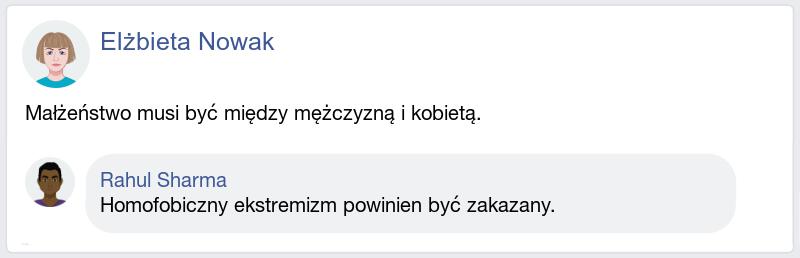 Elżbieta Nowak
Małżeństwo musi być między mężczyzną i kobietą.
Rahul Sharma
Homofobiczny ekstremizm powinien być zakazany.